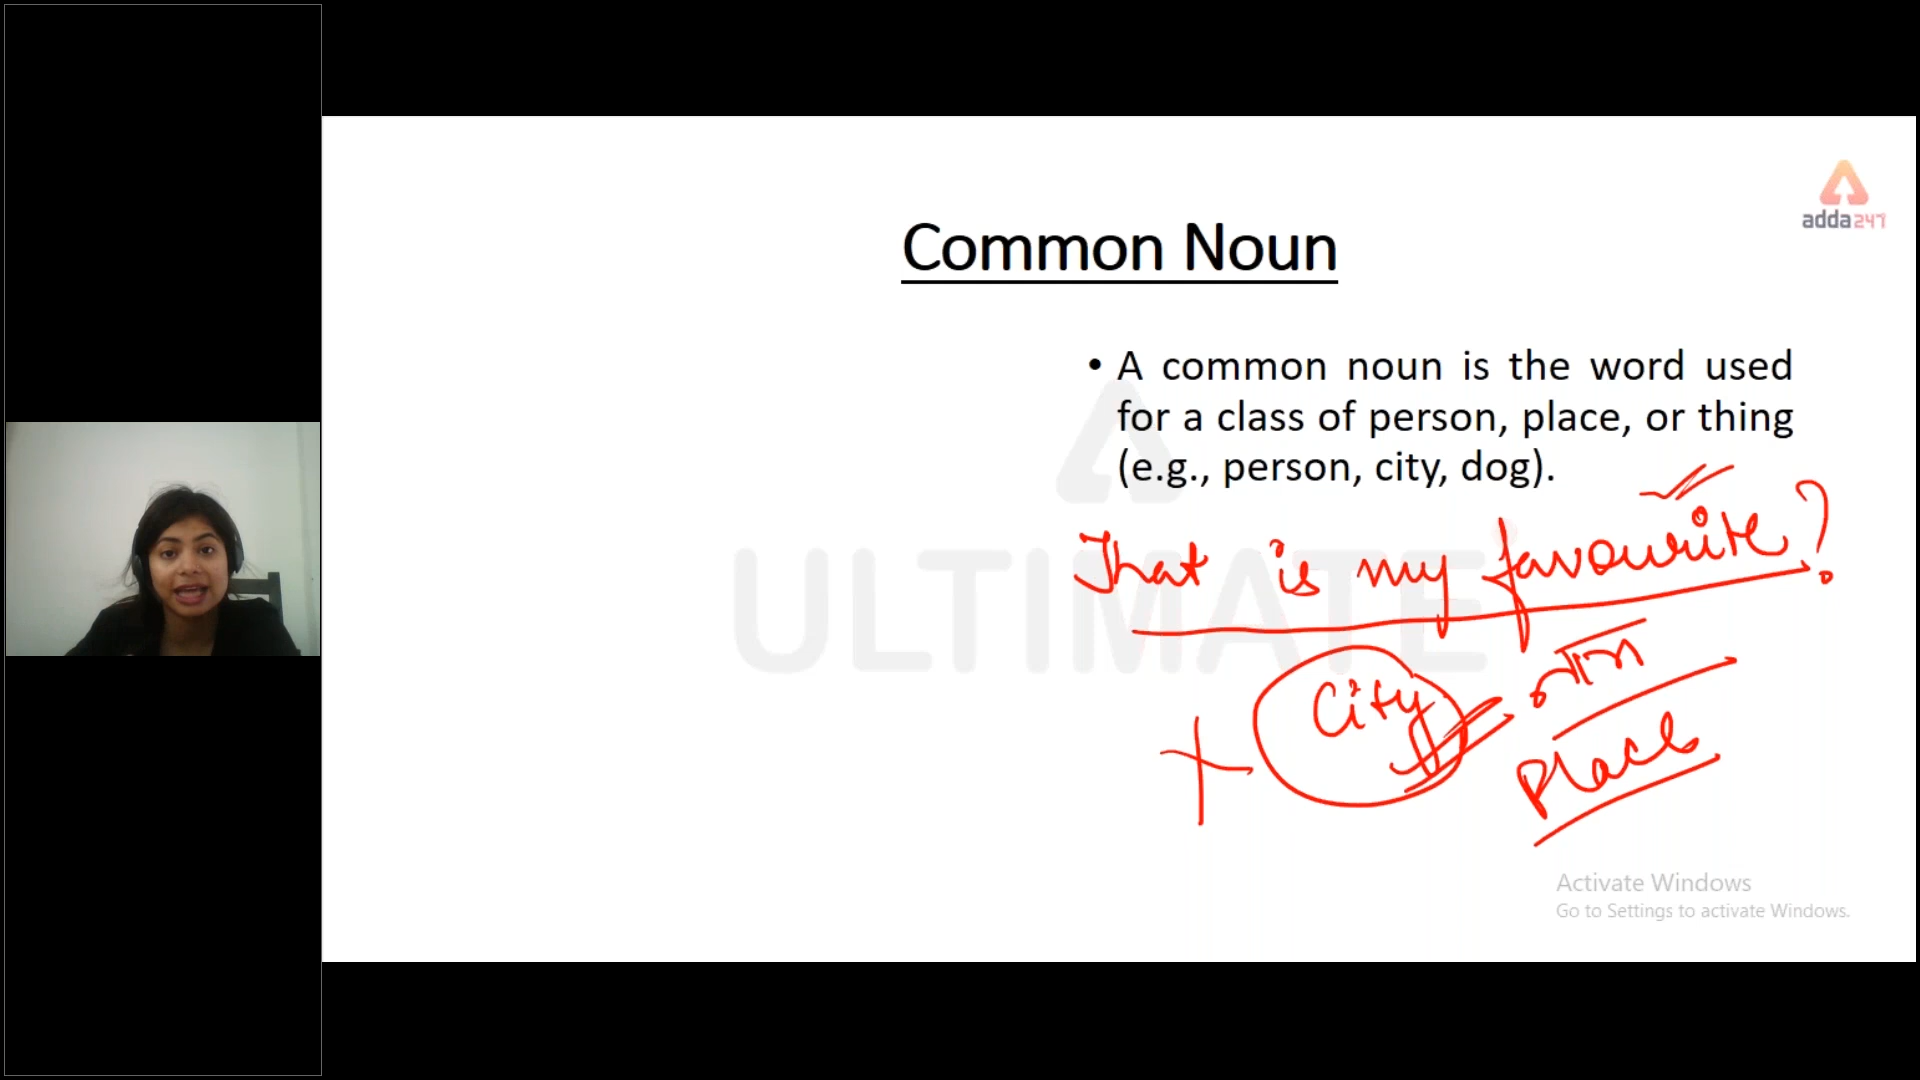 adda247
Common Noun
• A common noun is the word used
for a class of person, place, or thing
(e.g., person, city, dog).
That is my favourite?
City
নাম
Place
ULTIMATE
Activate Windows
Go to Settings to activate Windows.